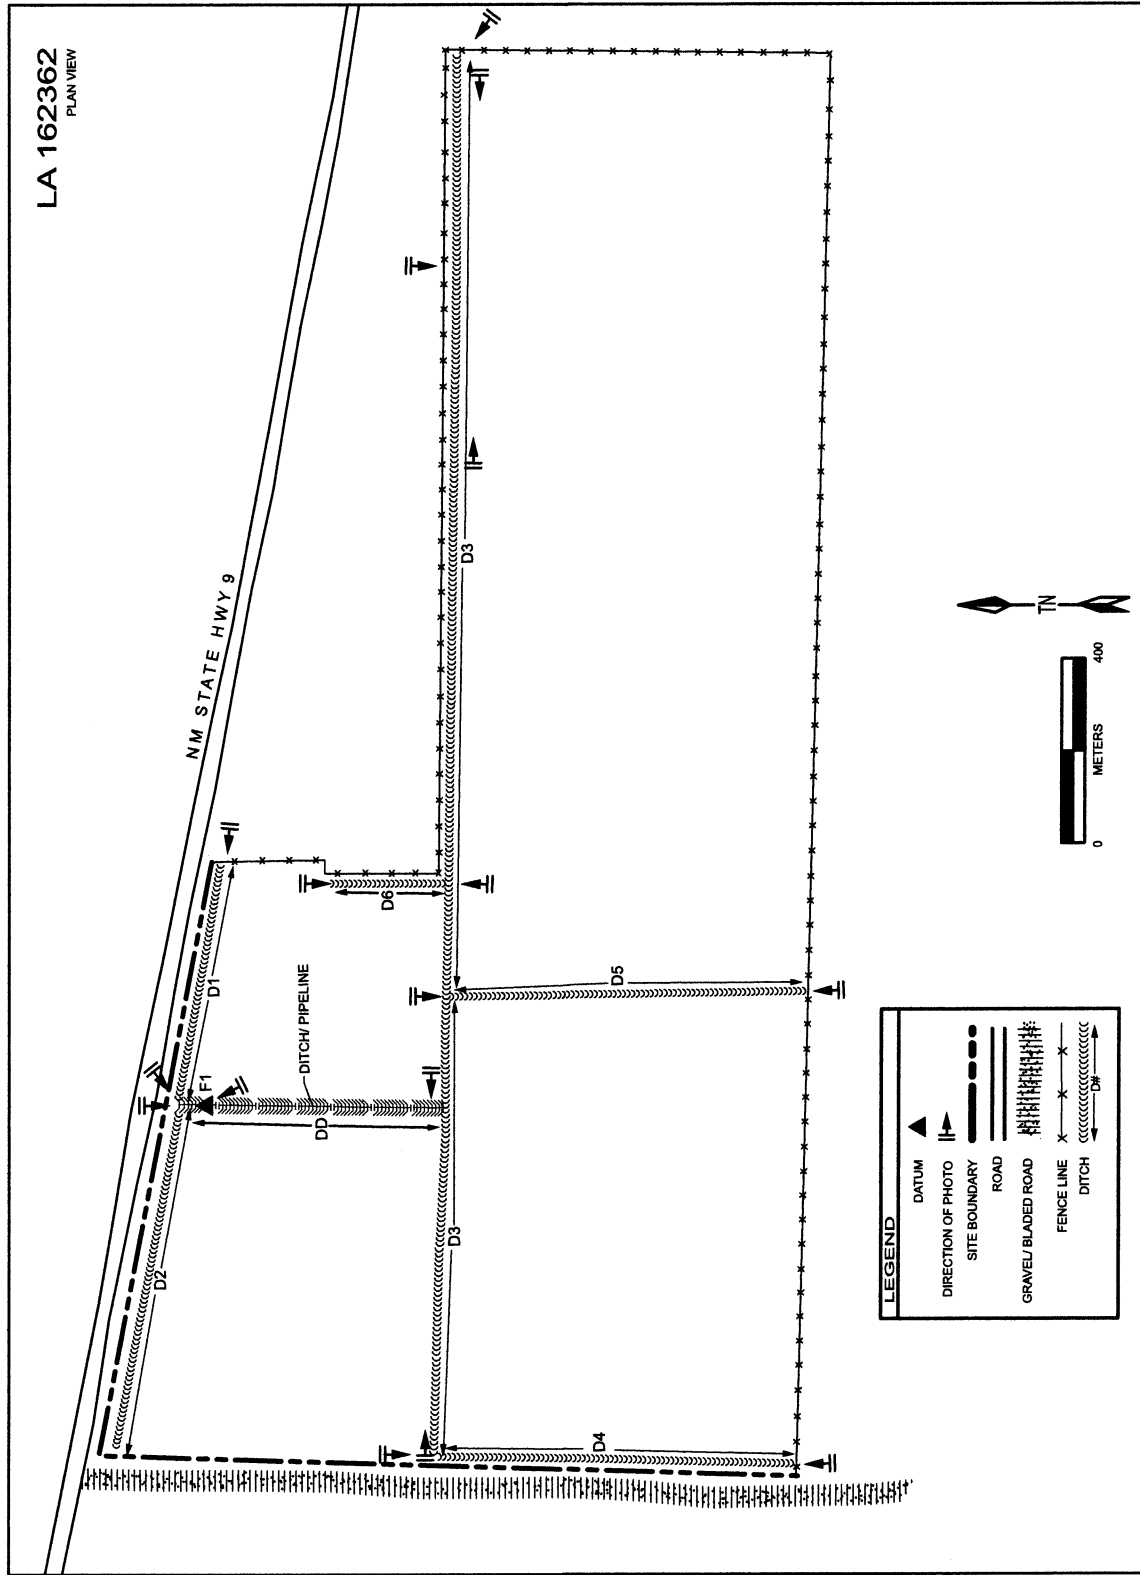 LA 162362
PLAN VIEW
NM STATE HWY 9
D2
D1
F1
DD
DITCH/ PIPELINE
D6
D3
D3
D4
D5
LEGEND
DATUM
DIRECTION OF PHOTO
SITE BOUNDARY
ROAD
GRAVEL/ BLADED ROAD
FENCE LINE
DITCH
D#
0
METERS
400
TN